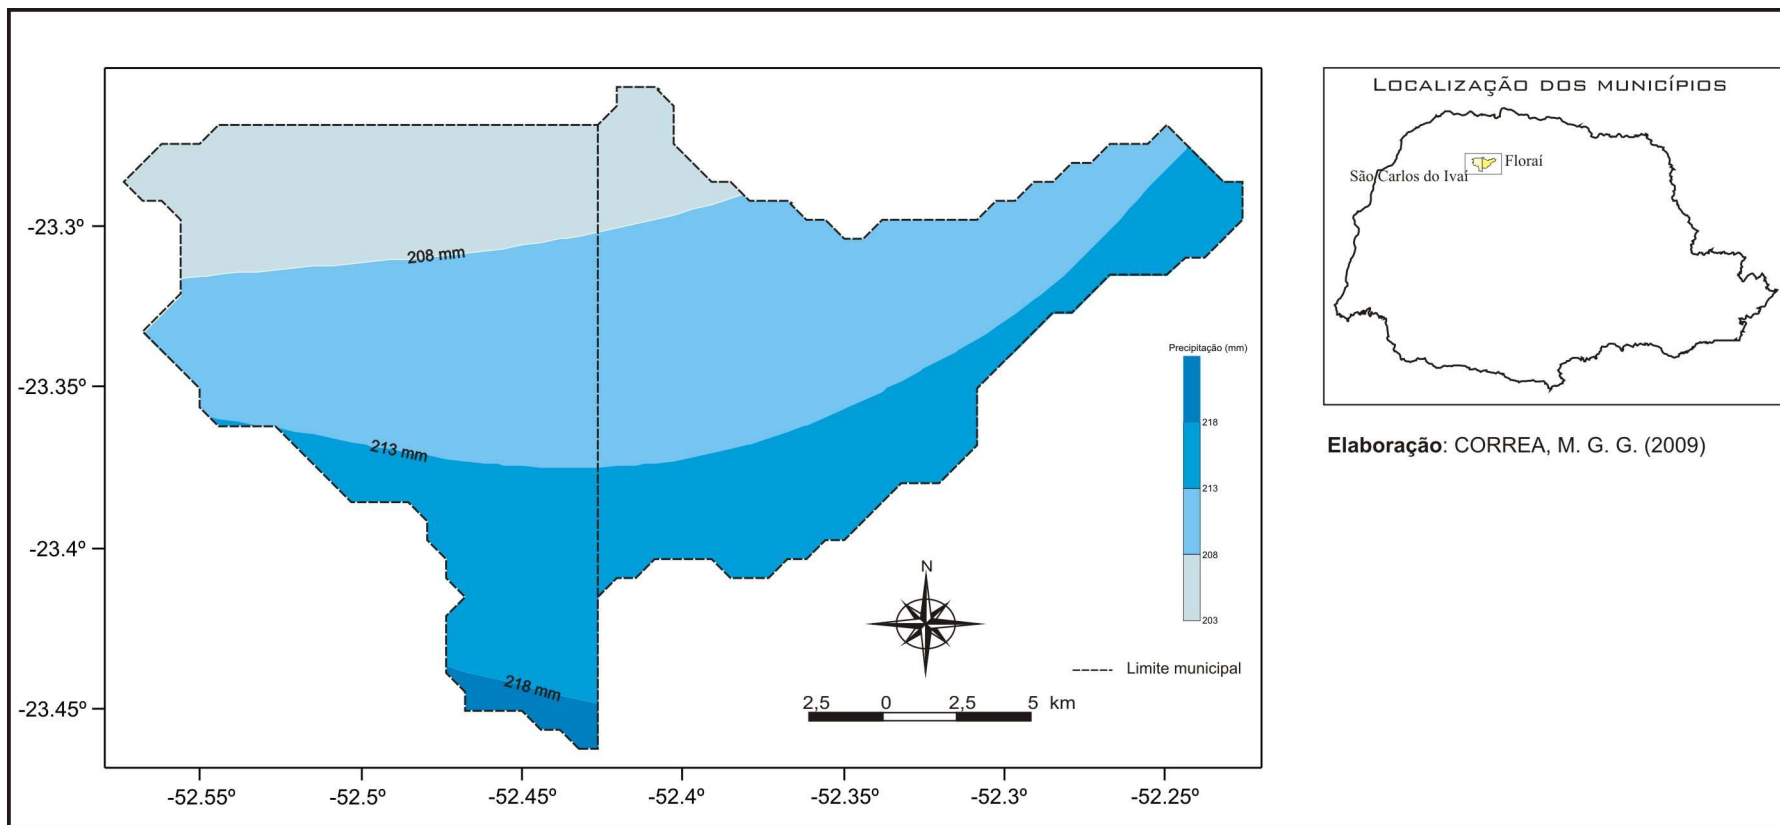 -23.3º
-23.35º
-23.4º
-23.45º
-52.55º
-52.5º
-52.45º
-52.4º
-52.35º
-52.3º
-52.25º
208 mm
213 mm
218 mm
Precipitação (mm)
218
213
208
203
N
Limite municipal
2,5 0 2,5 5 km
LOCALIZAÇÃO DOS MUNICÍPIOS
Floraí
São Carlos do Ivaí
Elaboração: CORREA, M. G. G. (2009)